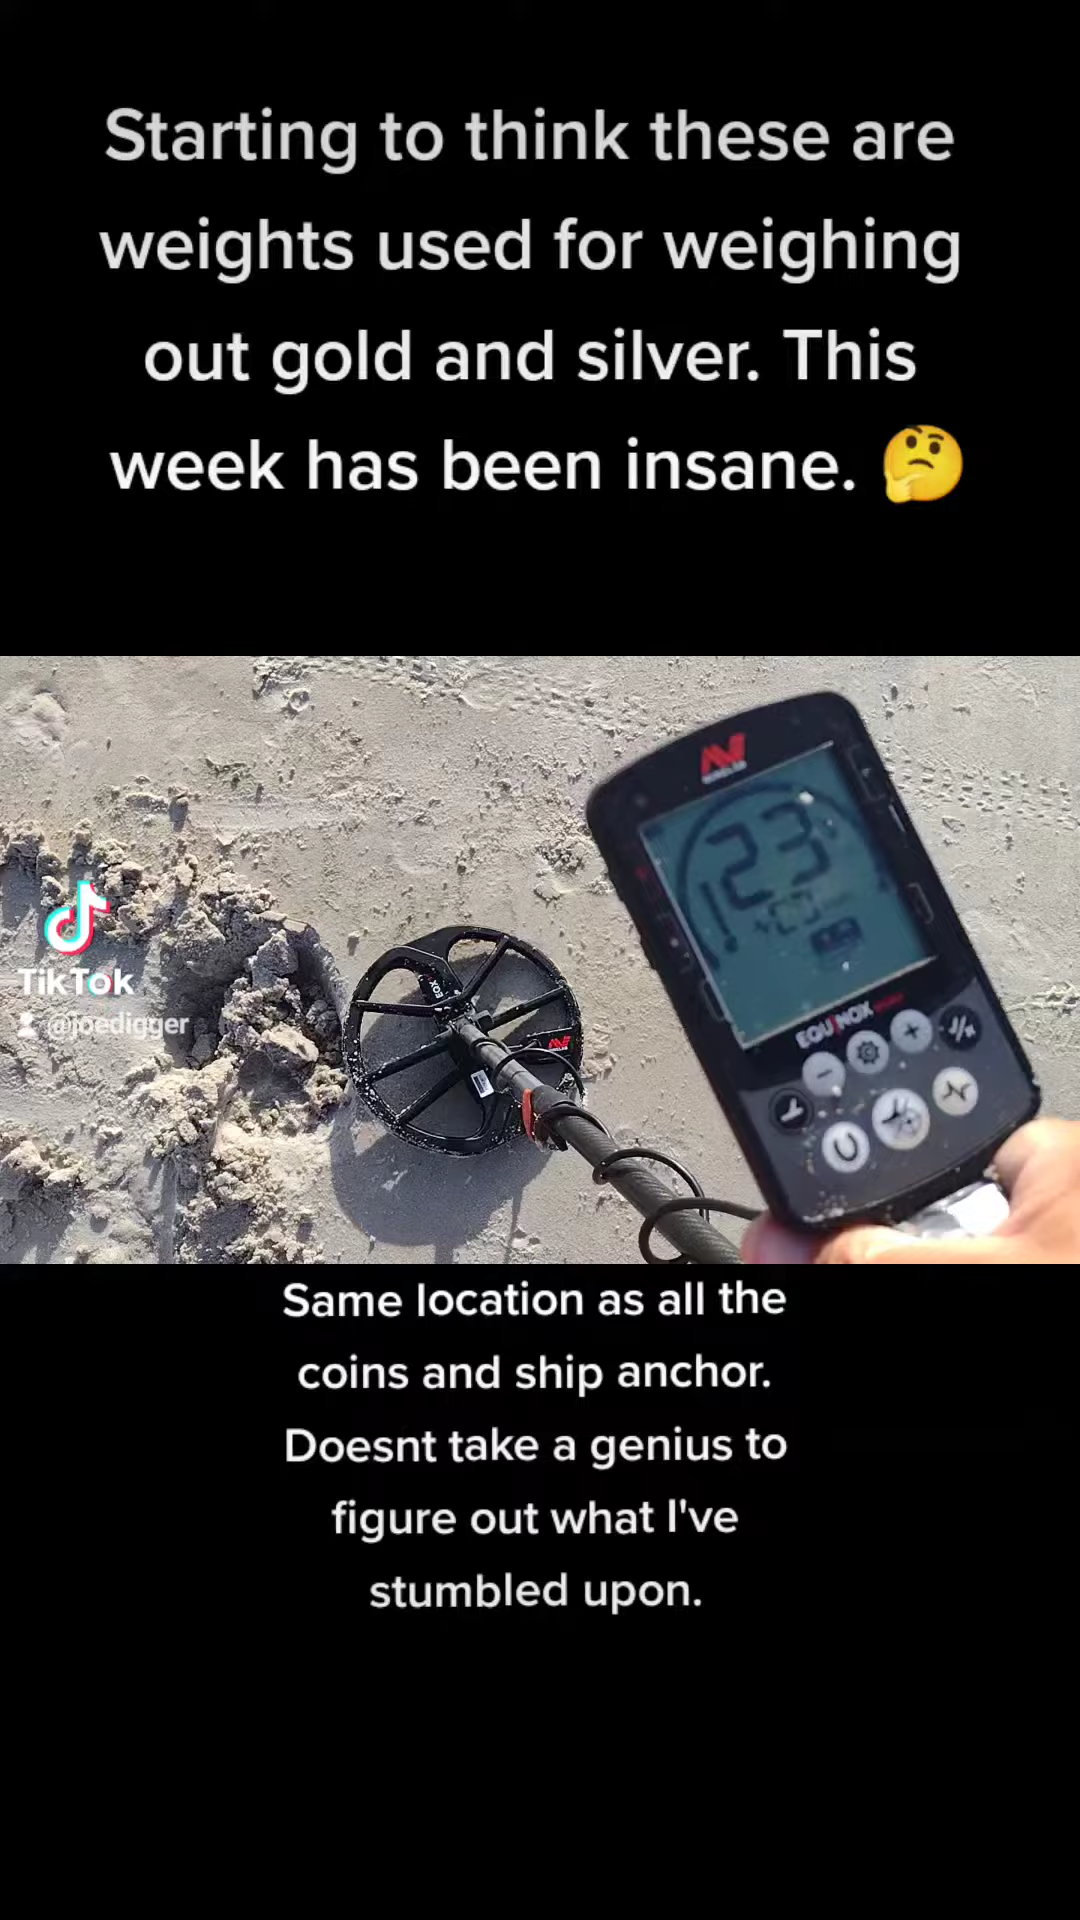 Starting to think these are
weights used for weighing
out gold and silver. This
week has been insane. 🤔
23
EQUINOX
EQX
TikTok
@joedigger
Same location as all the
coins and ship anchor.
Doesnt take a genius to
figure out what I've
stumbled upon.